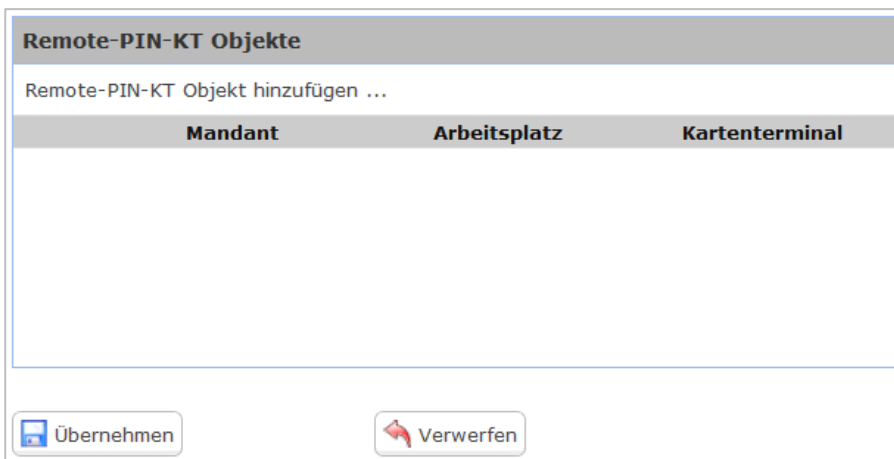 Remote-PIN-KT Objekte
Remote-PIN-KT Objekt hinzufügen ...
Mandant Arbeitsplatz Kartenterminal
Übernehmen Verwerfen